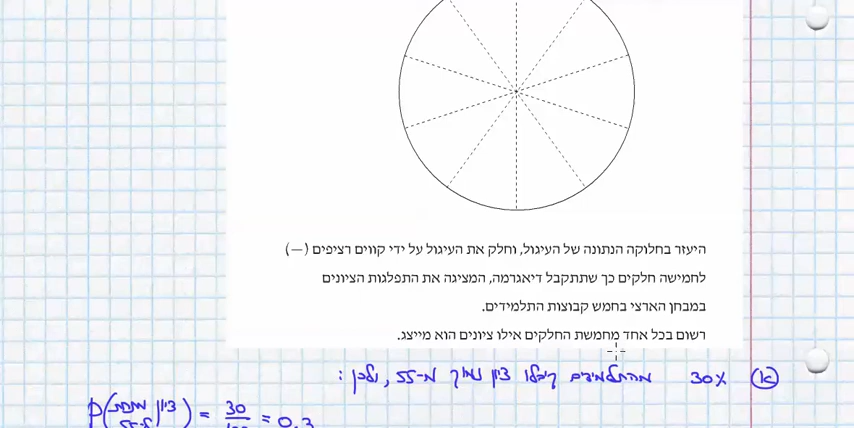 היעזר בחלוקה הנתונה של העיגול, וחלק את העיגול על ידי קווים רציפים (—)
לחמישה חלקים כך שתתקבל דיאגרמה, המציגה את התפלגות הציונים
במבחן הארצי בחמש קבוצות התלמידים.
רשום בכל אחד מחמשת החלקים אילו ציונים הוא מייצג.
א 30% מהתלמידים קיבלו ציון נמוך מ-55, ולכן:
P(ציון מתחת ל-55) = 30/100 = 0.3